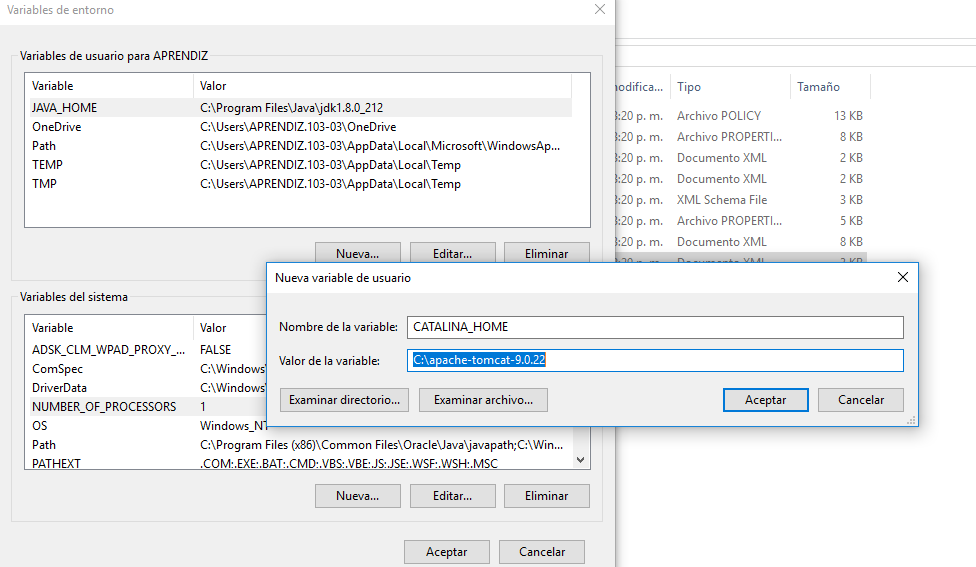 Variables de entorno
Variables de usuario para APRENDIZ
Variable Valor
JAVA_HOME C:\Program Files\Java\jdk1.8.0_212
OneDrive C:\Users\APRENDIZ.103-03\OneDrive
Path C:\Users\APRENDIZ.103-03\AppData\Local\Microsoft\WindowsAp...
TEMP C:\Users\APRENDIZ.103-03\AppData\Local\Temp
TMP C:\Users\APRENDIZ.103-03\AppData\Local\Temp
Nueva... Editar... Eliminar
Variables del sistema
Variable Valor
ADSK_CLM_WPAD_PROXY_... FALSE
ComSpec C:\Windows\
DriverData C:\Windows\
NUMBER_OF_PROCESSORS 1
OS Windows_NT
Path C:\Program Files (x86)\Common Files\Oracle\Java\javapath;C:\Win...
PATHEXT .COM;.EXE;.BAT;.CMD;.VBS;.VBE;.JS;.JSE;.WSF;.WSH;.MSC
Nueva... Editar... Eliminar
Aceptar Cancelar
Nueva variable de usuario
Nombre de la variable: CATALINA_HOME
Valor de la variable: C:\apache-tomcat-9.0.22
Examinar directorio... Examinar archivo... Aceptar Cancelar
modifica... Tipo Tamaño
3:20 p. m. Archivo POLICY 13 KB
3:20 p. m. Archivo PROPERTI... 8 KB
3:20 p. m. Documento XML 2 KB
3:20 p. m. Documento XML 2 KB
3:20 p. m. XML Schema File 3 KB
3:20 p. m. Archivo PROPERTI... 5 KB
3:20 p. m. Documento XML 8 KB
3:20 p. m. Documento XML